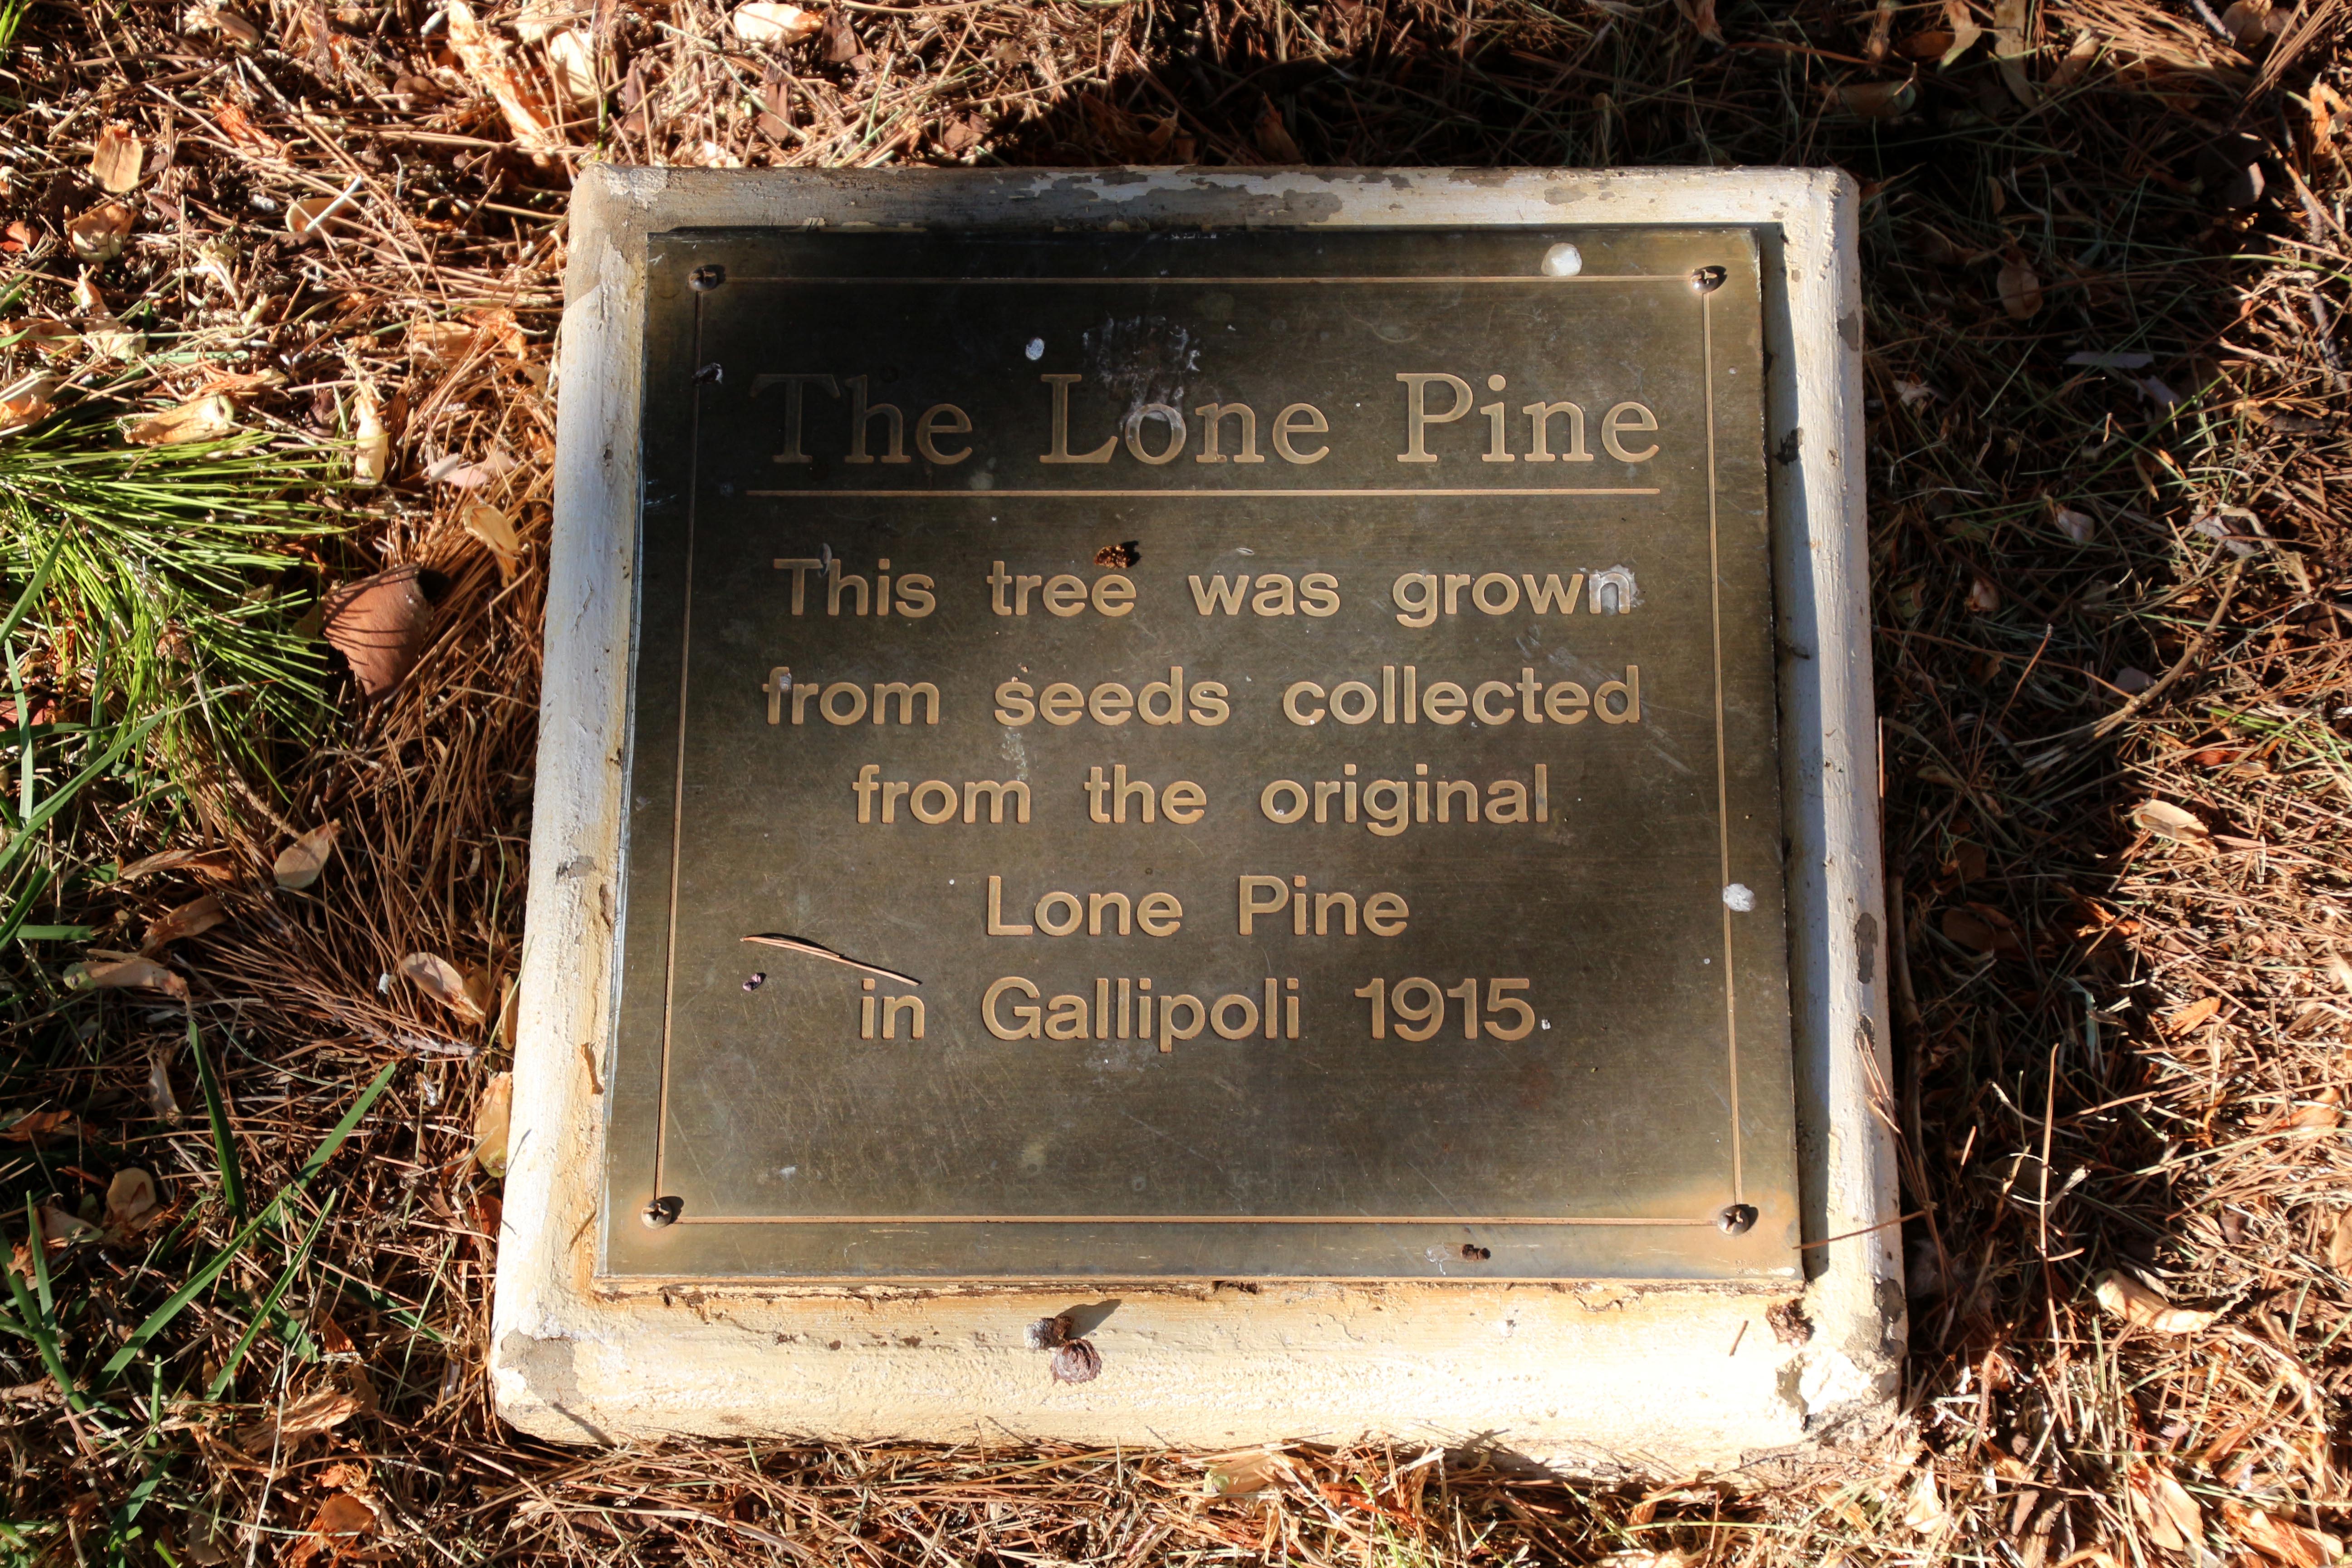 The Lone Pine
This tree was grown
from seeds collected
from the original
Lone Pine
in Gallipoli 1915